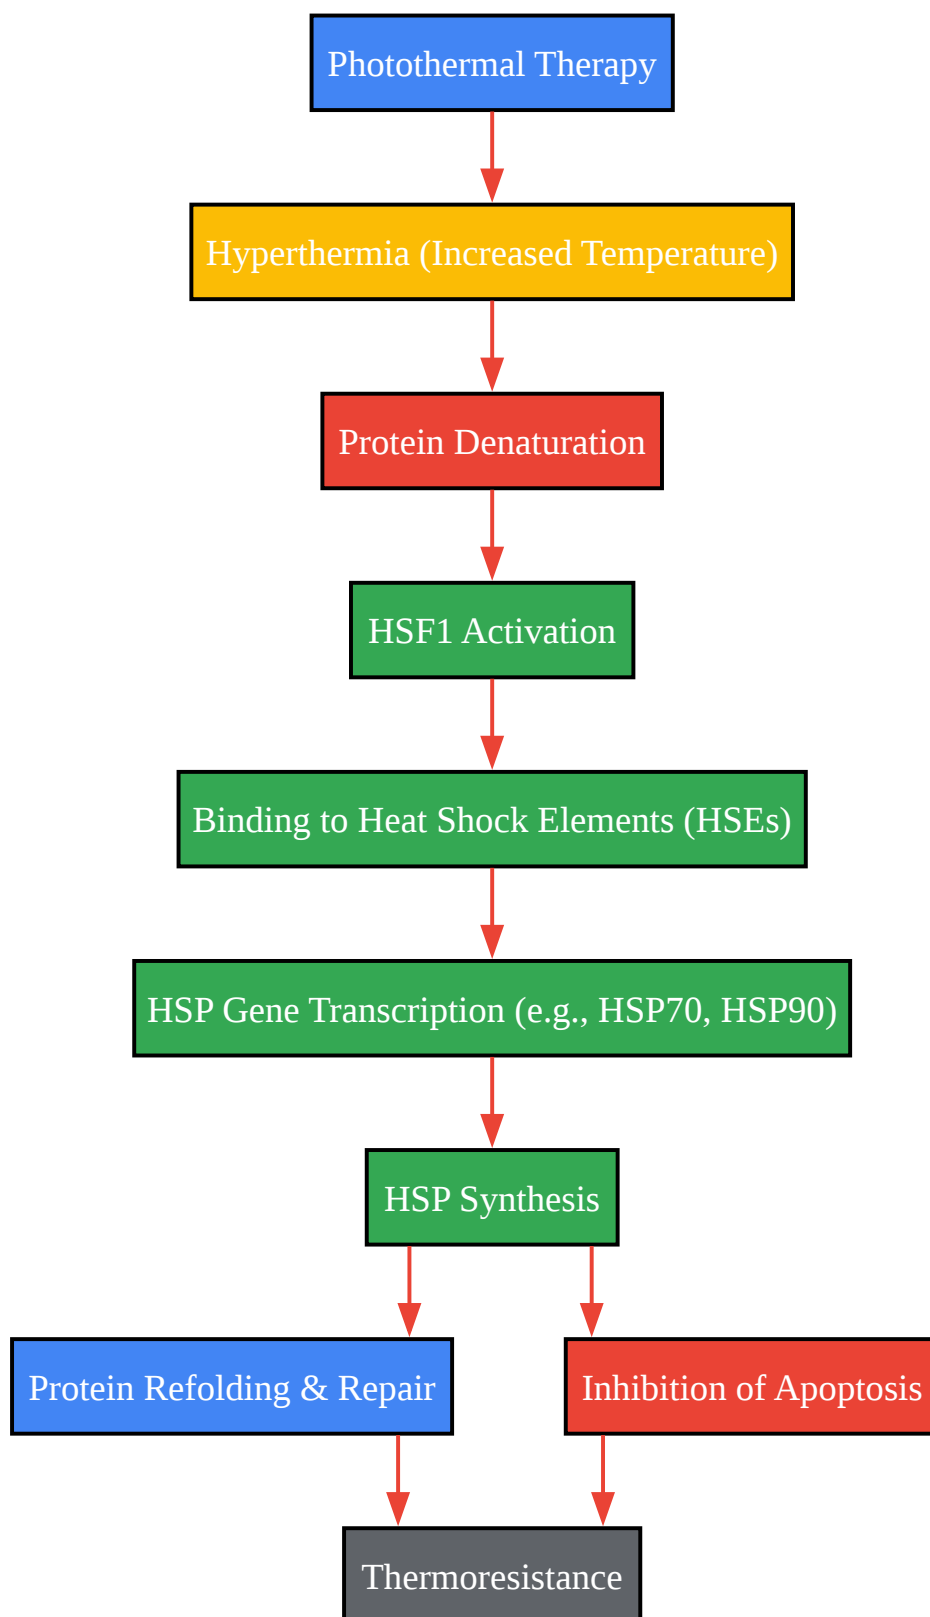 Photothermal Therapy
Hyperthermia (Increased Temperature)
Protein Denaturation
HSF1 Activation
Binding to Heat Shock Elements (HSEs)
HSP Gene Transcription (e.g., HSP70, HSP90)
HSP Synthesis
Protein Refolding & Repair
Inhibition of Apoptosis
Thermoresistance